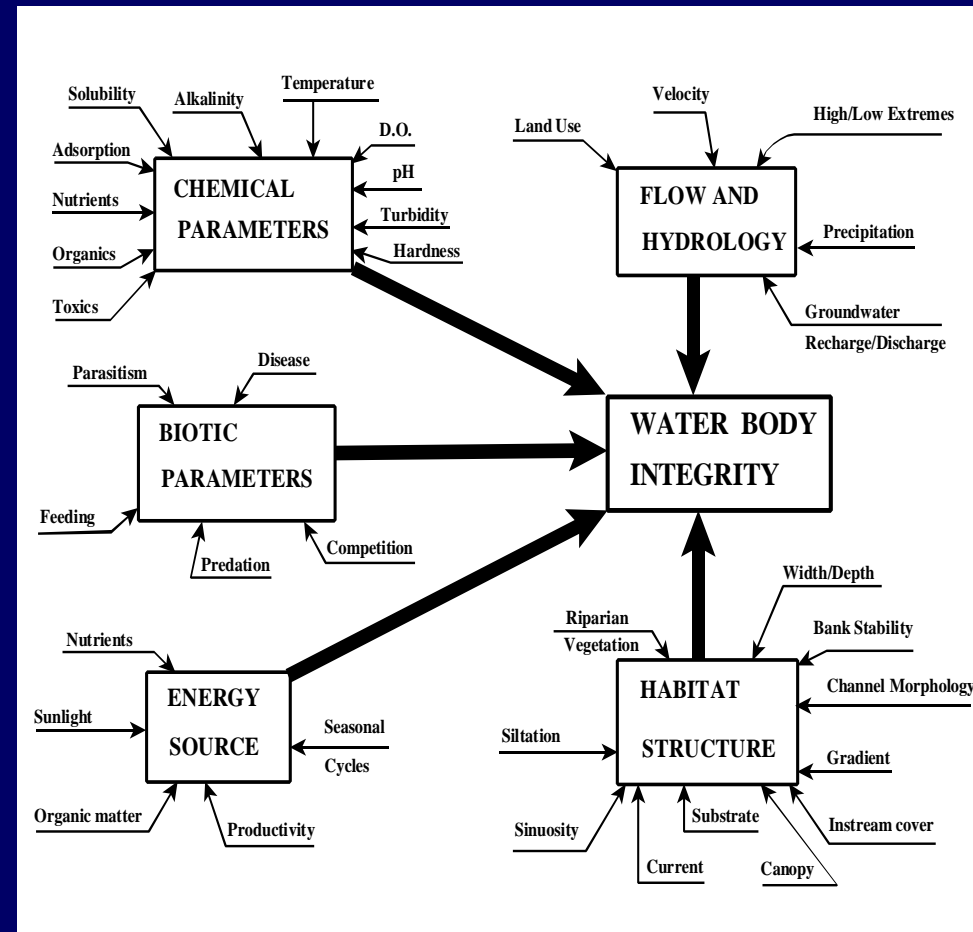 Temperature
Solubility
Alkalinity
D.O.
Adsorption
pH
CHEMICAL
PARAMETERS
Nutrients
Turbidity
Organics
Hardness
Toxics
Velocity
High/Low Extremes
Land Use
FLOW AND
HYDROLOGY
Precipitation
Groundwater
Recharge/Discharge
Disease
Parasitism
BIOTIC
PARAMETERS
Feeding
Competition
Predation
WATER BODY
INTEGRITY
Nutrients
ENERGY
SOURCE
Sunlight
Seasonal
Cycles
Organic matter
Productivity
Width/Depth
Riparian
Vegetation
Bank Stability
HABITAT
STRUCTURE
Channel Morphology
Siltation
Gradient
Sinuosity
Substrate
Instream cover
Current
Canopy